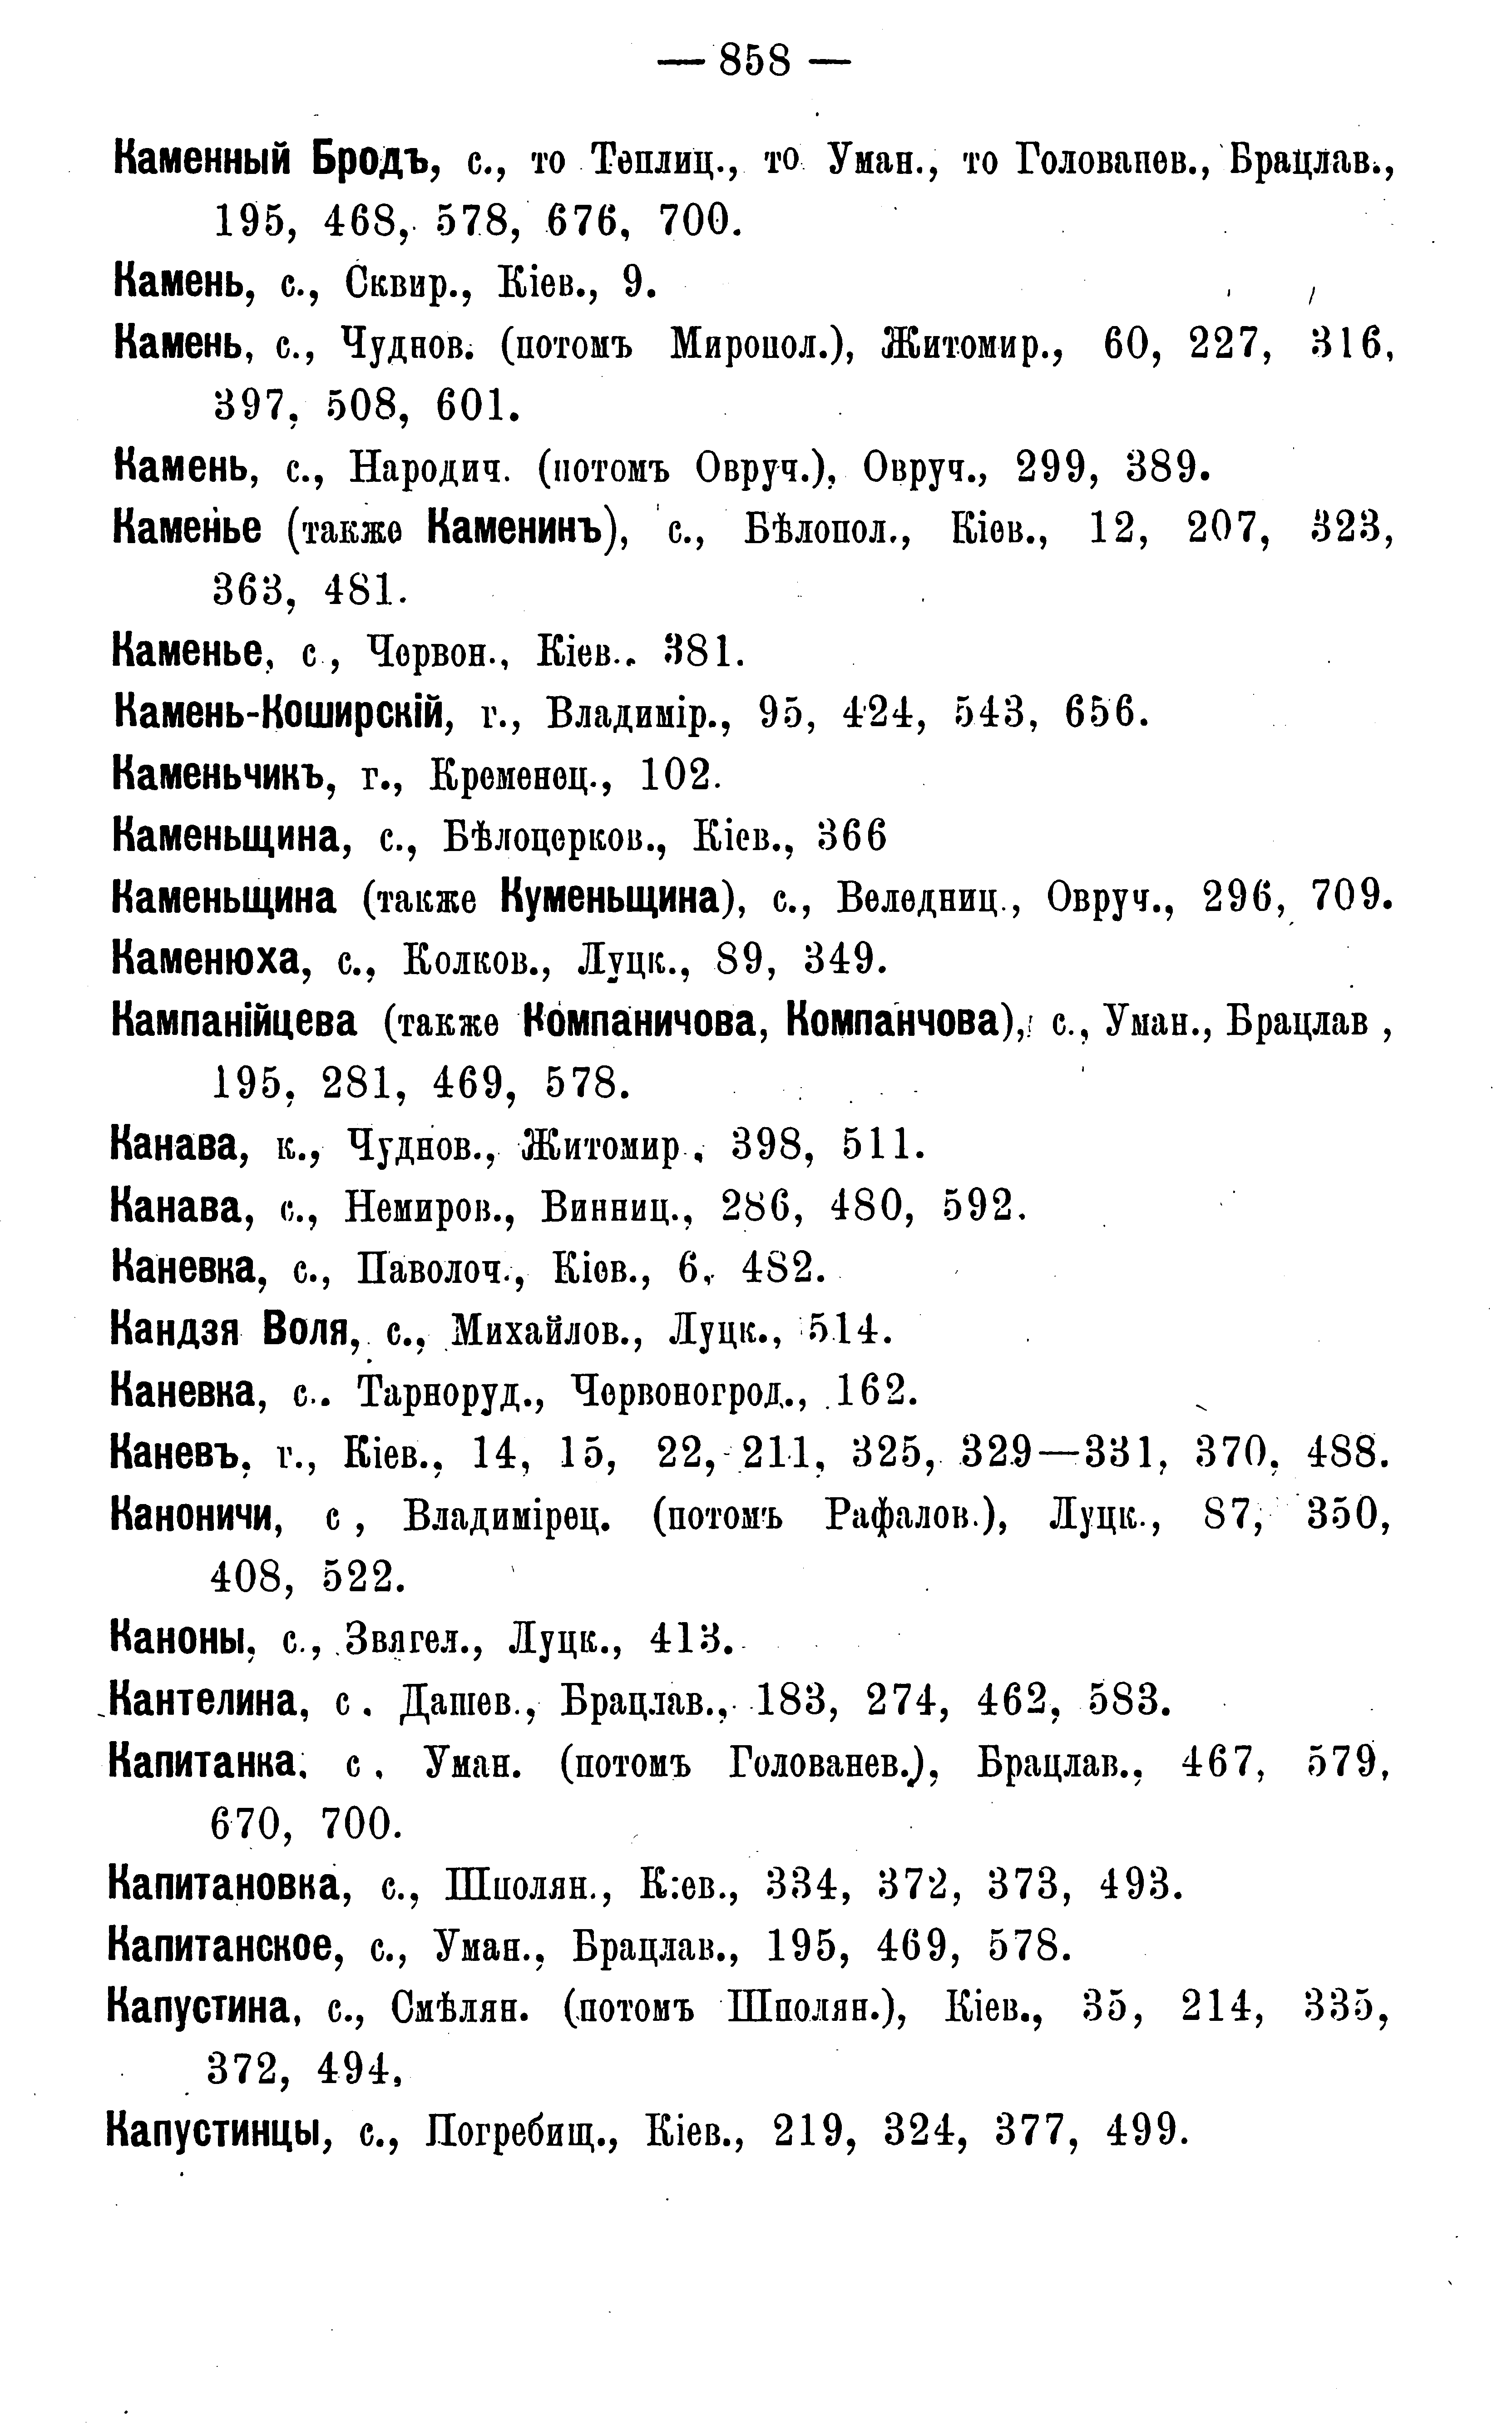 — 858 —
Каменный Бродъ, с., то Теплиц., то Уман., то Голованев., Брацлав.,
195, 468, 578, 676, 700.
Камень, с., Сквир., Кіев., 9.
Камень, с., Чуднов. (потомъ Миропол.), Житомир., 60, 227, 316,
397, 508, 601.
Камень, с., Народич. (потомъ Овруч.), Овруч., 299, 389.
Каменье (также Каменинъ), с., Бѣлопол., Кіев., 12, 207, 323,
363, 481.
Каменье, с., Червон., Кіев., 381.
Камень-Коширскій, г., Владимір., 95, 424, 543, 656.
Каменьчикъ, г., Кременец., 102.
Каменьщина, с., Бѣлоцерков., Кіев., 366
Каменьщина (также Куменьщина), с., Веледниц., Овруч., 296, 709.
Каменюха, с., Колков., Луцк., 89, 349.
Кампанійцева (также Компаничова, Компанчова), с., Уман., Брацлав ,
195, 281, 469, 578.
Канава, к., Чуднов., Житомир., 398, 511.
Канава, с., Немиров., Винниц., 286, 480, 592.
Каневка, с., Паволоч., Кіев., 6, 482.
Кандзя Воля, с., Михайлов., Луцк., 514.
Каневка, с.. Тарноруд., Червоногрод., 162.
Каневъ, г., Кіев., 14, 15, 22, 211, 325, 329—331, 370, 488.
Каноничи, с , Владимірец. (потомъ Рафалов.), Луцк., 87, 350,
408, 522.
Каноны, с., Звягел., Луцк., 413.
Кантелина, с . Дашев., Брацлав., 183, 274, 462, 583.
Капитанка, с , Уман. (потомъ Голованев.), Брацлав., 467, 579,
670, 700.
Капитановка, с., Шполян., К:ев., 334, 372, 373, 493.
Капитанское, с., Уман., Брацлав., 195, 469, 578.
Капустина, с., Смѣлян. (потомъ Шполян.), Кіев., 35, 214, 335,
372, 494.
Капустинцы, с., Погребищ., Кіев., 219, 324, 377, 499.